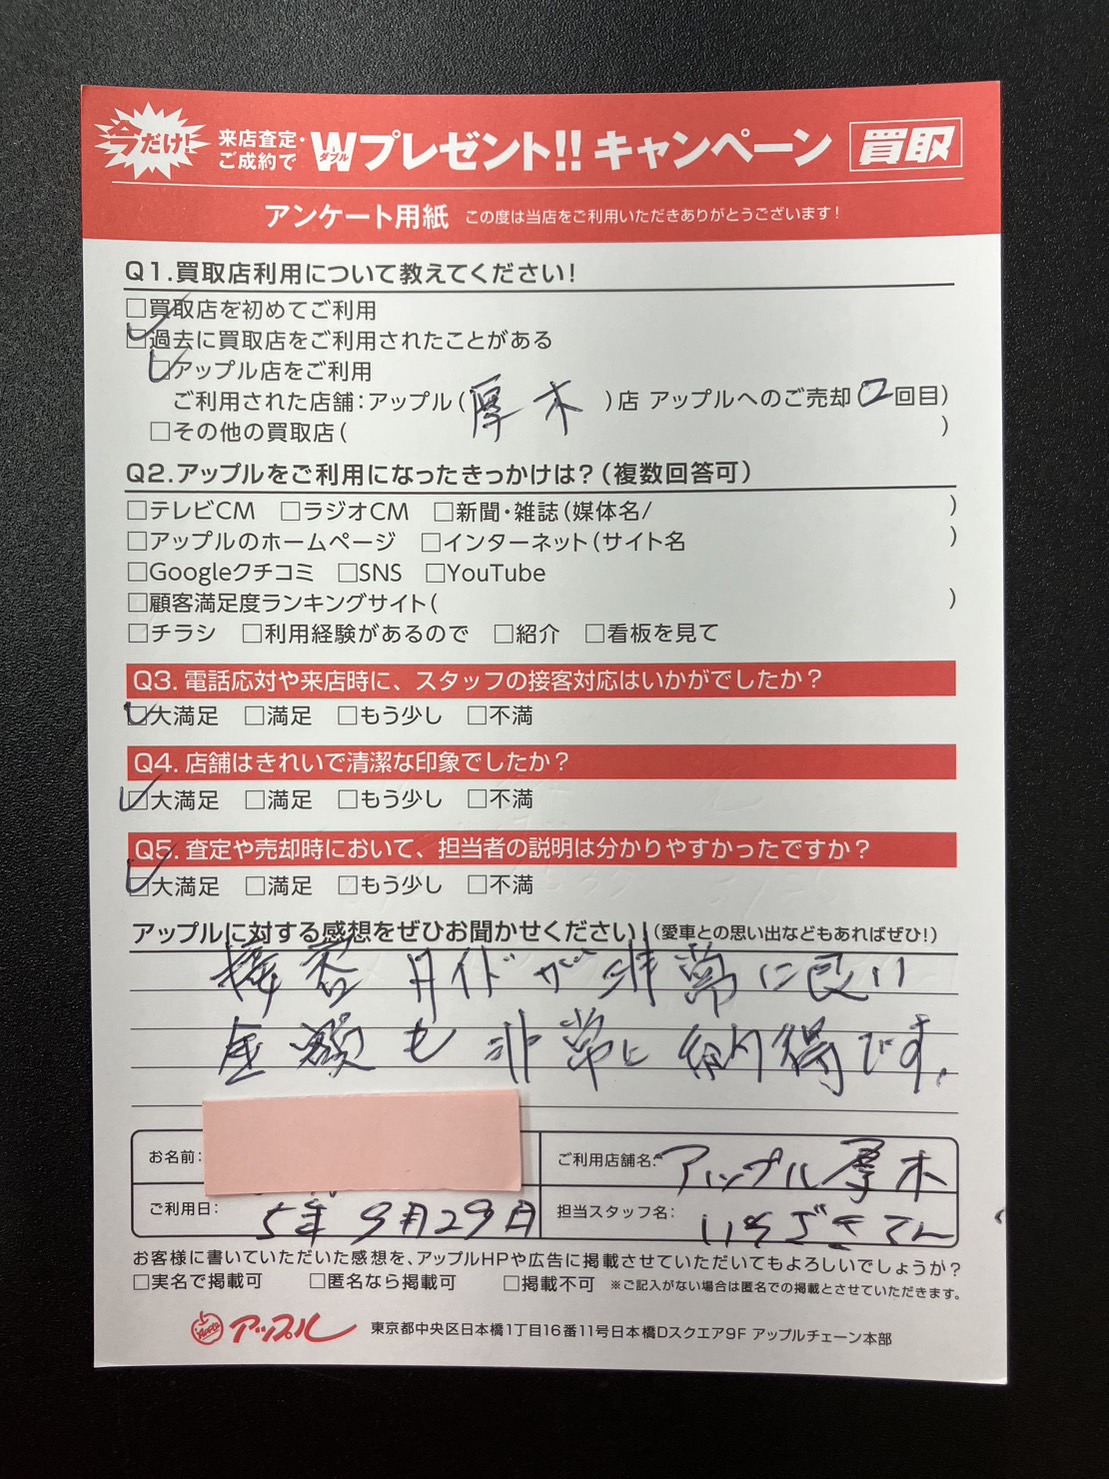 今だけ! 来店査定・ご成約で Wダブルプレゼント!! キャンペーン 買取
アンケート用紙 この度は当店をご利用いただきありがとうございます!
Q1.買取店利用について教えてください!
□買取店を初めてご利用
☑過去に買取店をご利用されたことがある
☑アップル店をご利用
ご利用された店舗:アップル(厚木)店 アップルへのご売却2回目)
□その他の買取店( )
Q2.アップルをご利用になったきっかけは?(複数回答可)
□テレビCM □ラジオCM □新聞・雑誌(媒体名/ )
□アップルのホームページ □インターネット(サイト名 )
□Googleクチコミ □SNS □YouTube
□顧客満足度ランキングサイト( )
□チラシ □利用経験があるので □紹介 □看板を見て
Q3. 電話応対や来店時に、スタッフの接客対応はいかがでしたか?
☑大満足 □満足 □もう少し □不満
Q4. 店舗はきれいで清潔な印象でしたか?
☑大満足 □満足 □もう少し □不満
Q5. 査定や売却時において、担当者の説明は分かりやすかったですか?
☑大満足 □満足 □もう少し □不満
アップルに対する感想をぜひお聞かせください!(愛車との思い出などもあればぜひ!)
接客 ガイドが非常に良い
金額も非常に納得です.
お名前: ご利用店舗名:アップル厚木
ご利用日: 5年9月29日 担当スタッフ名:
お客様に書いていただいた感想を、アップルHPや広告に掲載させていただいてもよろしいでしょうか?
□実名で掲載可 □匿名なら掲載可 □掲載不可 ※ご記入がない場合は匿名での掲載とさせていただきます。
アップル 東京都中央区日本橋1丁目16番11号日本橋Dスクエア9F アップルチェーン本部